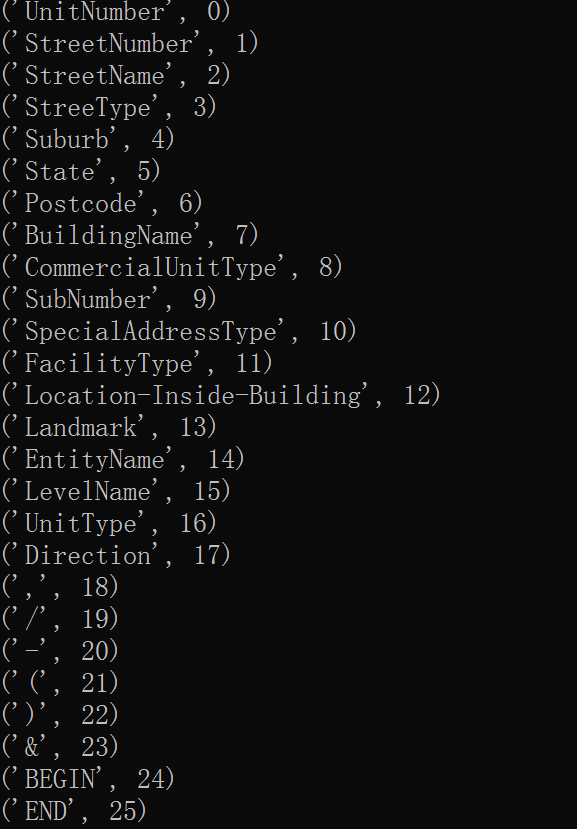 ('UnitNumber', 0)
('StreetNumber', 1)
('StreetName', 2)
('StreeType', 3)
('Suburb', 4)
('State', 5)
('Postcode', 6)
('BuildingName', 7)
('CommercialUnitType', 8)
('SubNumber', 9)
('SpecialAddressType', 10)
('FacilityType', 11)
('Location-Inside-Building', 12)
('Landmark', 13)
('EntityName', 14)
('LevelName', 15)
('UnitType', 16)
('Direction', 17)
(',', 18)
('/', 19)
('-', 20)
('(', 21)
(')', 22)
('&', 23)
('BEGIN', 24)
('END', 25)